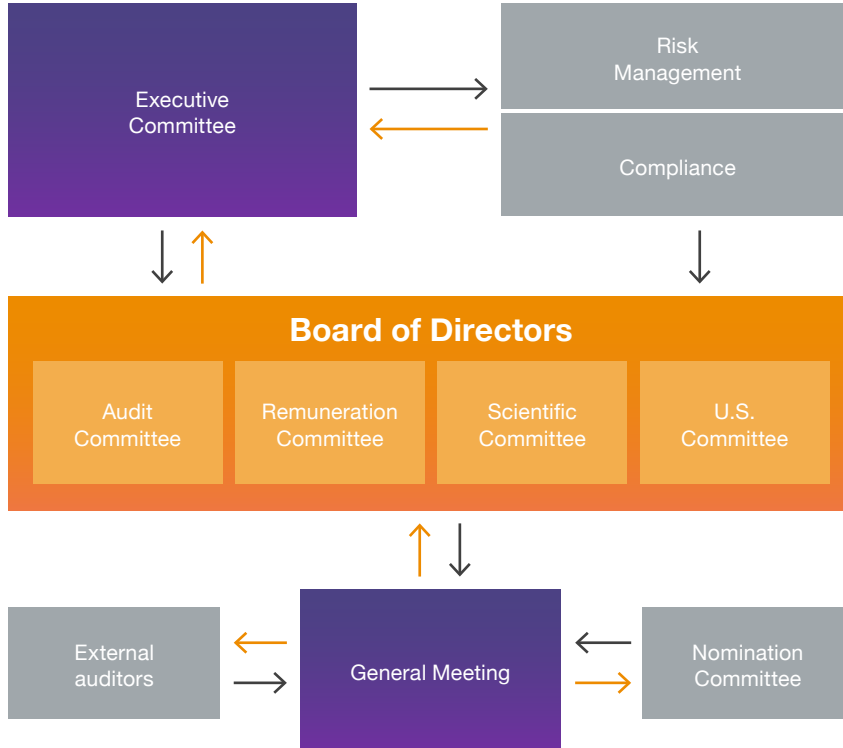 Executive
Committee
Risk
Management
Compliance
Board of Directors
Audit
Committee
Remuneration
Committee
Scientific
Committee
U.S.
Committee
External
auditors
General Meeting
Nomination
Committee